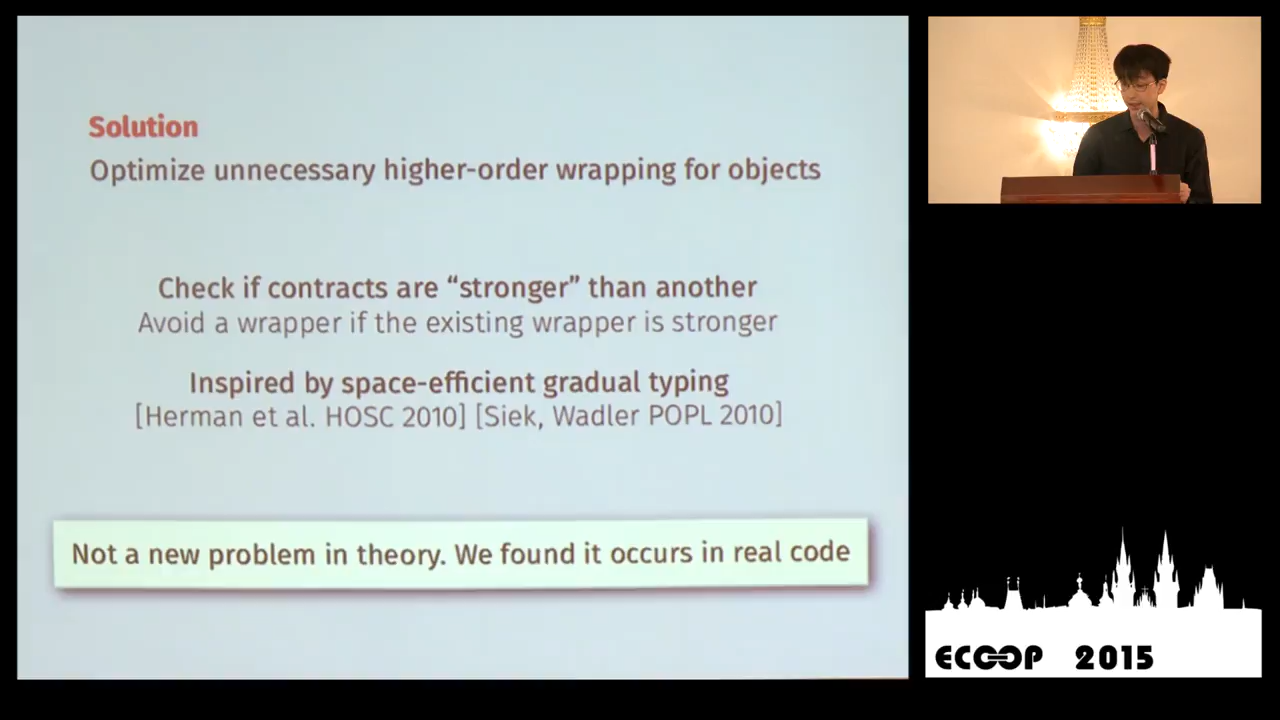 Solution
Optimize unnecessary higher-order wrapping for objects
Check if contracts are “stronger” than another
Avoid a wrapper if the existing wrapper is stronger
Inspired by space-efficient gradual typing
[Herman et al. HOSC 2010] [Siek, Wadler POPL 2010]
Not a new problem in theory. We found it occurs in real code
ECOOP 2015